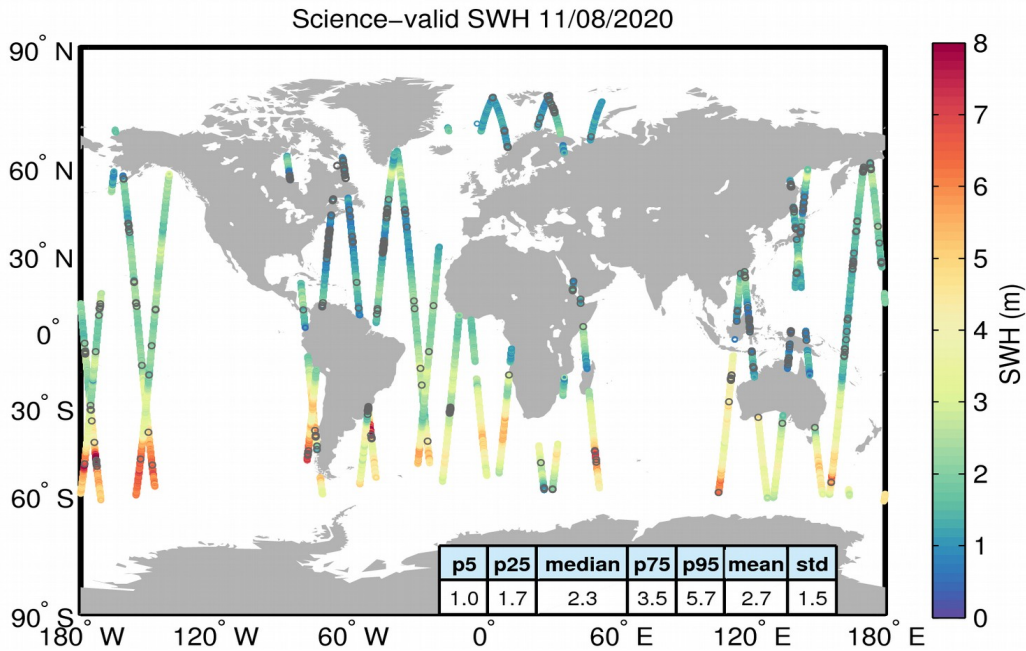 Science−valid SWH 11/08/2020
90° N
60° N
30° N
0°
30° S
60° S
90° S
180° W 120° W 60° W 0° 60° E 120° E 180° E
p5 p25 median p75 p95 mean std
1.0 1.7 2.3 3.5 5.7 2.7 1.5
8
7
6
5
4
3
2
1
0
SWH (m)